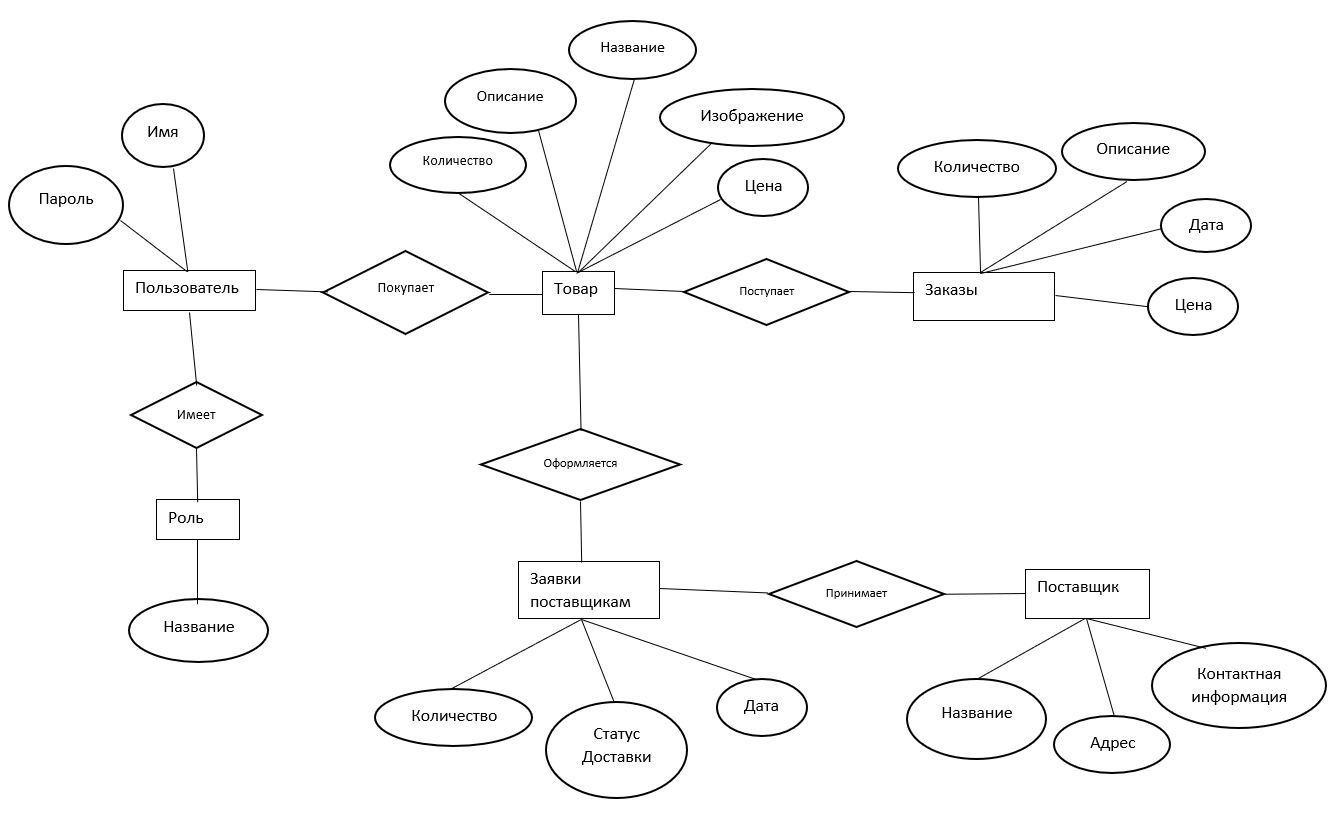 Название
Описание
Изображение
Имя
Количество
Цена
Количество
Описание
Пароль
Дата
Пользователь
Покупает
Товар
Поступает
Заказы
Цена
Имеет
Оформляется
Роль
Заявки
поставщикам
Принимает
Поставщик
Название
Количество
Статус
Доставки
Дата
Название
Адрес
Контактная
информация